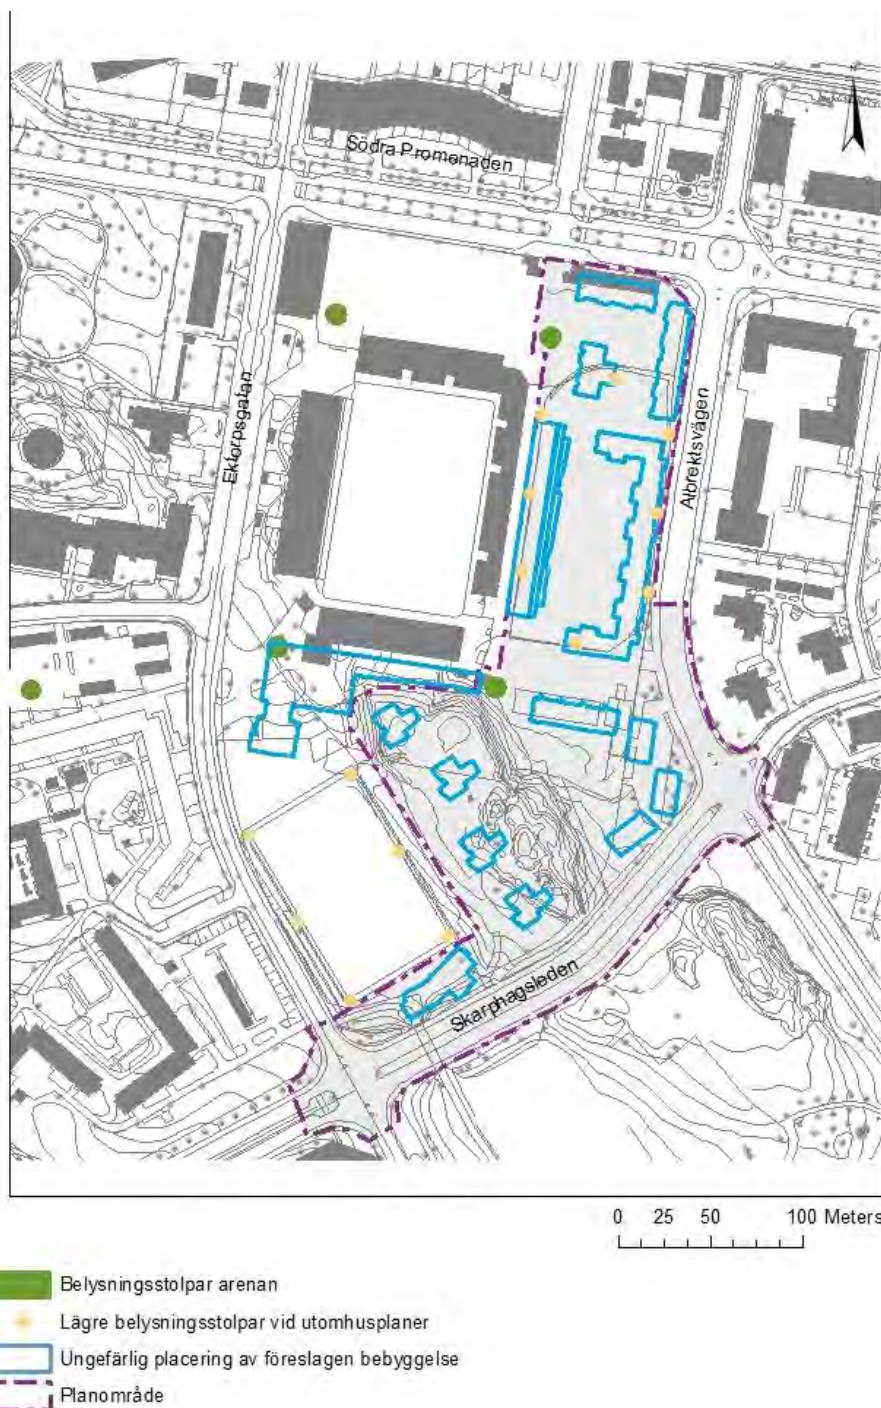 Södra Promenaden
Ektorpsgatan
Albrektsvägen
Skarphagsleden
0 25 50 100 Meters
Belysningsstolpar arenan
Lägre belysningsstolpar vid utomhusplaner
Ungefärlig placering av föreslagen bebyggelse
Planområde